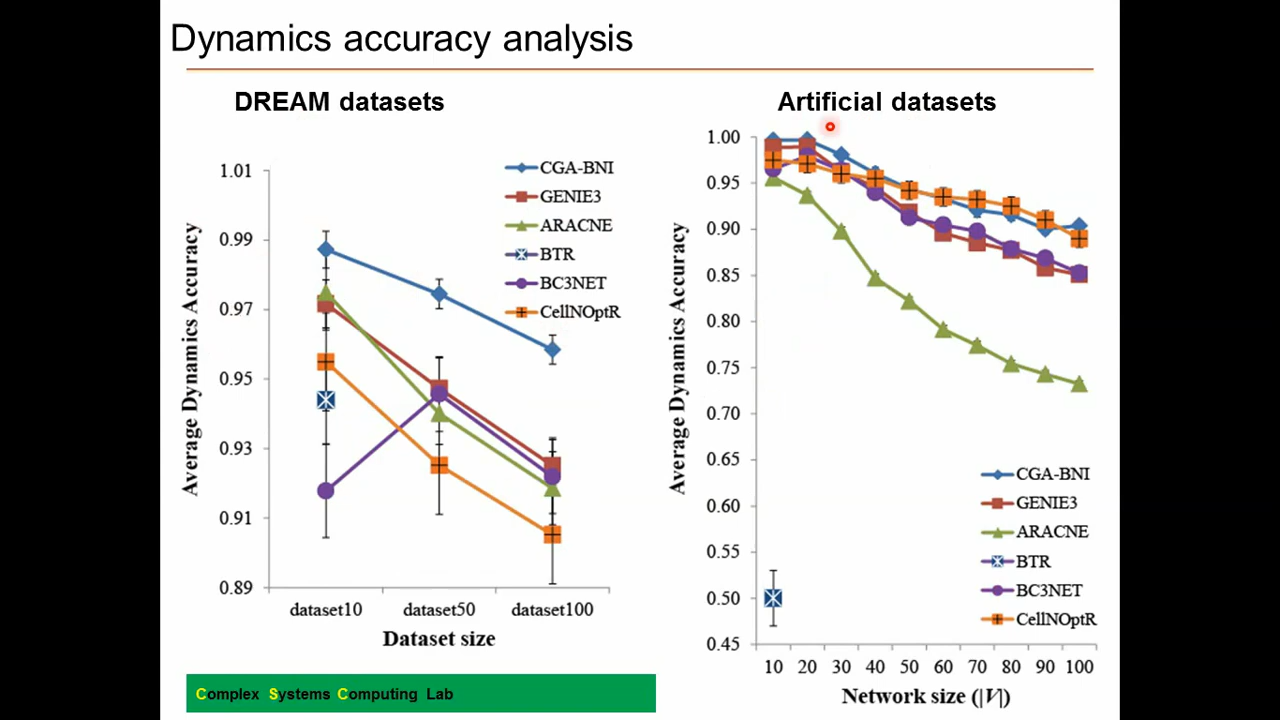 Dynamics accuracy analysis
DREAM datasets
1.01
0.99
0.97
0.95
0.93
0.91
0.89
Average Dynamics Accuracy
CGA-BNI
GENIE3
ARACNE
BTR
BC3NET
CellNOptR
dataset10 dataset50 dataset100
Dataset size
Artificial datasets
1.00
0.95
0.90
0.85
0.80
0.75
0.70
0.65
0.60
0.55
0.50
0.45
Average Dynamics Accuracy
CGA-BNI
GENIE3
ARACNE
BTR
BC3NET
CellNOptR
10 20 30 40 50 60 70 80 90 100
Network size (|V|)
Complex Systems Computing Lab